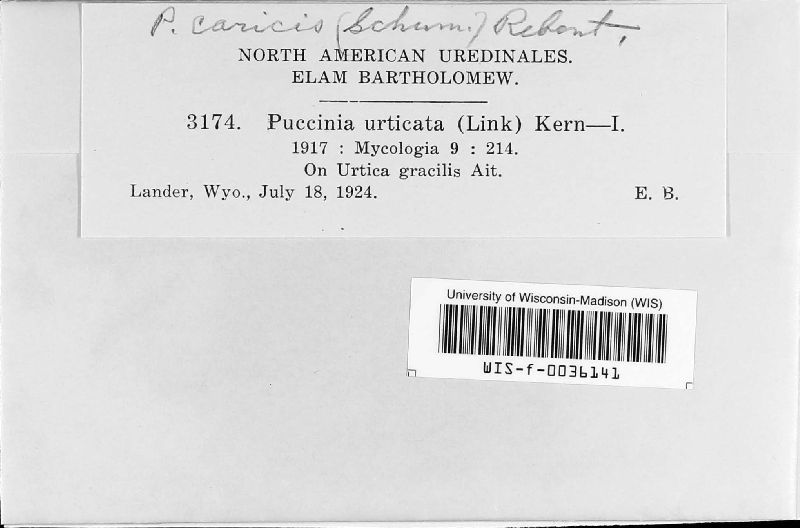 P. caricis (Schum.) Rebent,
NORTH AMERICAN UREDINALES.
ELAM BARTHOLOMEW.
3174. Puccinia urticata (Link) Kern—I.
1917 : Mycologia 9 : 214.
On Urtica gracilis Ait.
Lander, Wyo., July 18, 1924. E. B.
University of Wisconsin-Madison (WIS)
WIS-f-0036141